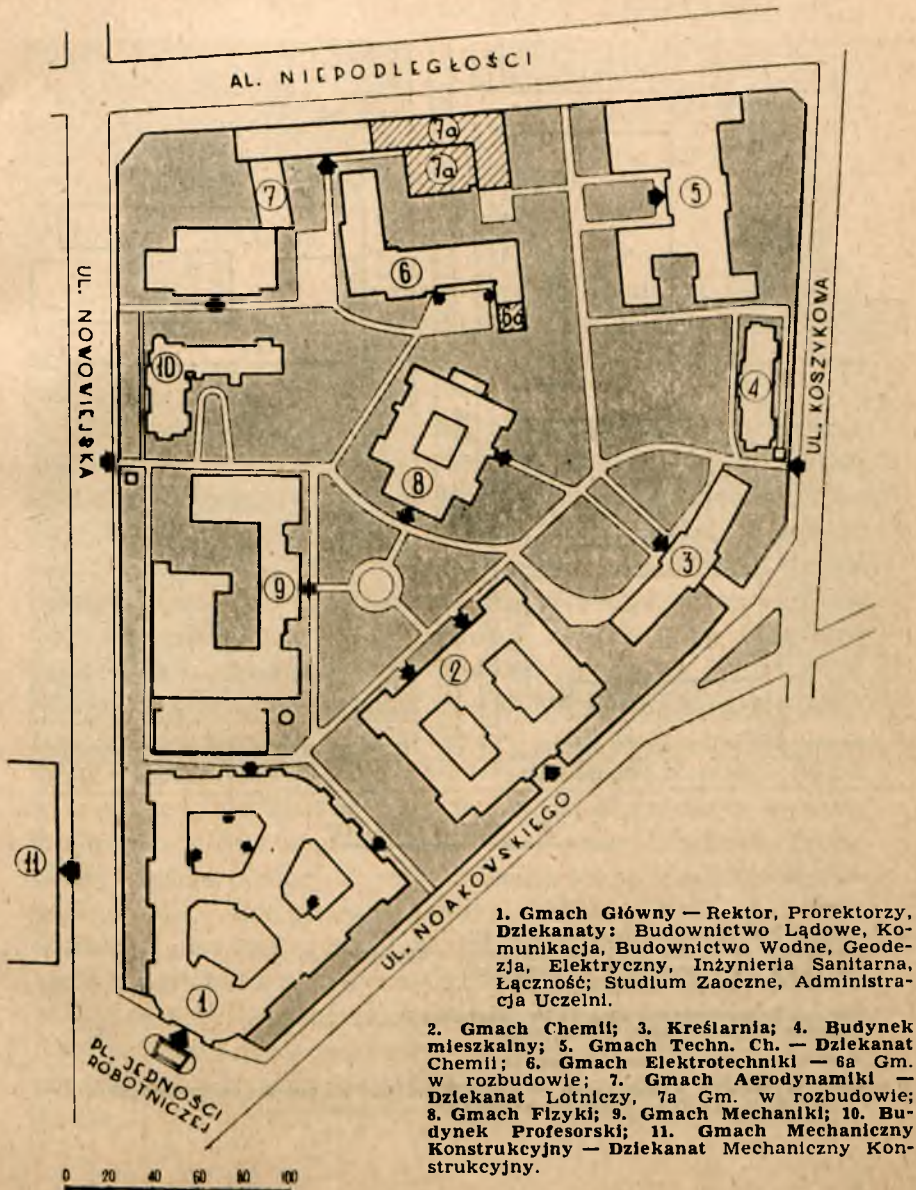 AL. NIEPODLEGŁOŚCI
7a
7a
7
5
6
6a
UL. NOWOWIEJSKA
UL. KOSZYKOWA
10
4
8
3
9
2
11
UL. NOAKOWSKIEGO
1
PL. JEDNOŚCI
ROBOTNICZEJ
1. Gmach Główny — Rektor, Prorektorzy,
Dziekanaty: Budownictwo Lądowe, Ko-
munikacja, Budownictwo Wodne, Geode-
zja, Elektryczny, Inżynieria Sanitarna,
Łączność; Studium Zaoczne, Administra-
cja Uczelni.
2. Gmach Chemii; 3. Kreślarnia; 4. Budynek
mieszkalny; 5. Gmach Techn. Ch. — Dziekanat
Chemii; 6. Gmach Elektrotechniki — 6a Gm.
w rozbudowie; 7. Gmach Aerodynamiki —
Dziekanat Lotniczy, 7a Gm. w rozbudowie;
8. Gmach Fizyki; 9. Gmach Mechaniki; 10. Bu-
dynek Profesorski; 11. Gmach Mechaniczny
Konstrukcyjny — Dziekanat Mechaniczny Kon-
strukcyjny.
0 20 40 60 80 100